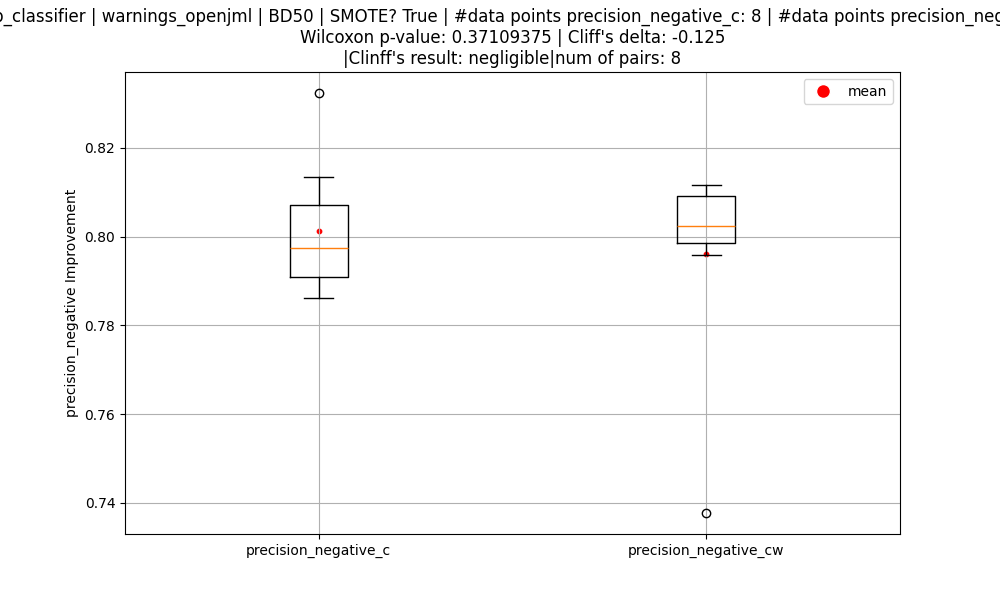 _classifier | warnings_openjml | BD50 | SMOTE? True | #data points precision_negative_c: 8 | #data points
Wilcoxon p-value: 0.37109375 | Cliff's delta: -0.125
|Clinff's result: negligible|num of pairs: 8
mean
0.82
0.80
0.78
0.76
0.74
precision_negative Improvement
precision_negative_c
precision_negative_cw